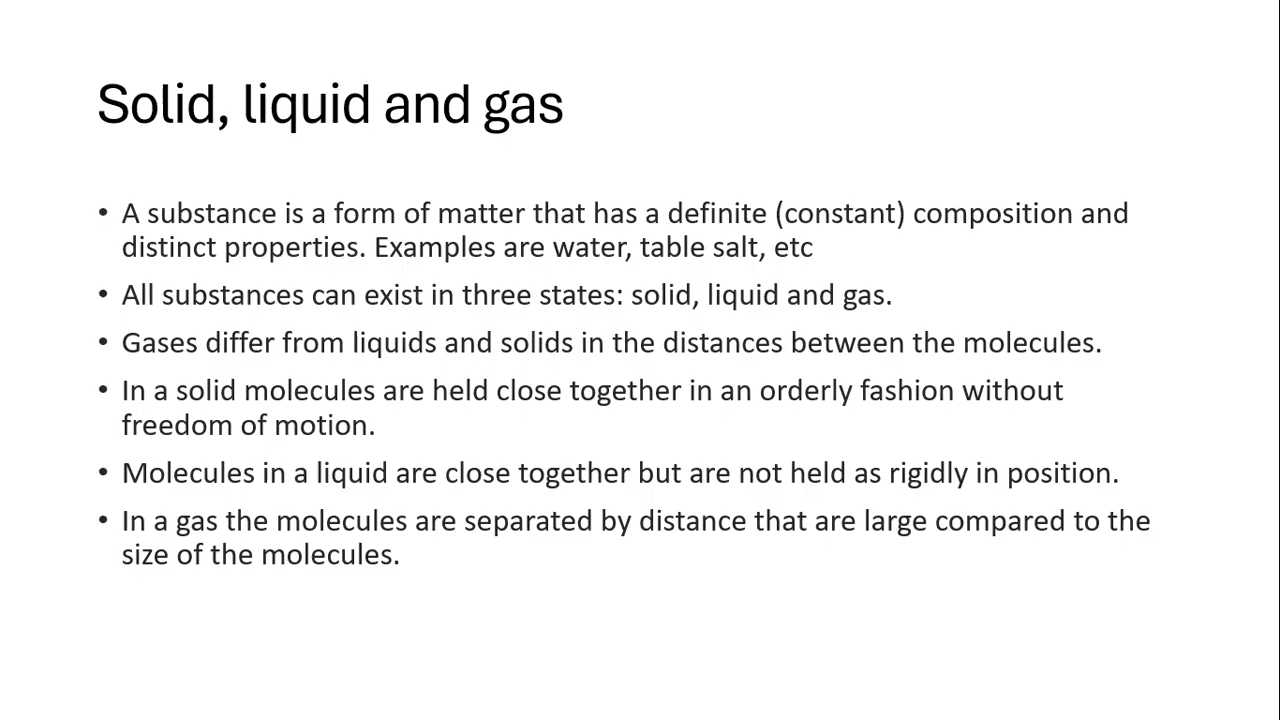 Solid, liquid and gas
• A substance is a form of matter that has a definite (constant) composition and
distinct properties. Examples are water, table salt, etc
• All substances can exist in three states: solid, liquid and gas.
• Gases differ from liquids and solids in the distances between the molecules.
• In a solid molecules are held close together in an orderly fashion without
freedom of motion.
• Molecules in a liquid are close together but are not held as rigidly in position.
• In a gas the molecules are separated by distance that are large compared to the
size of the molecules.